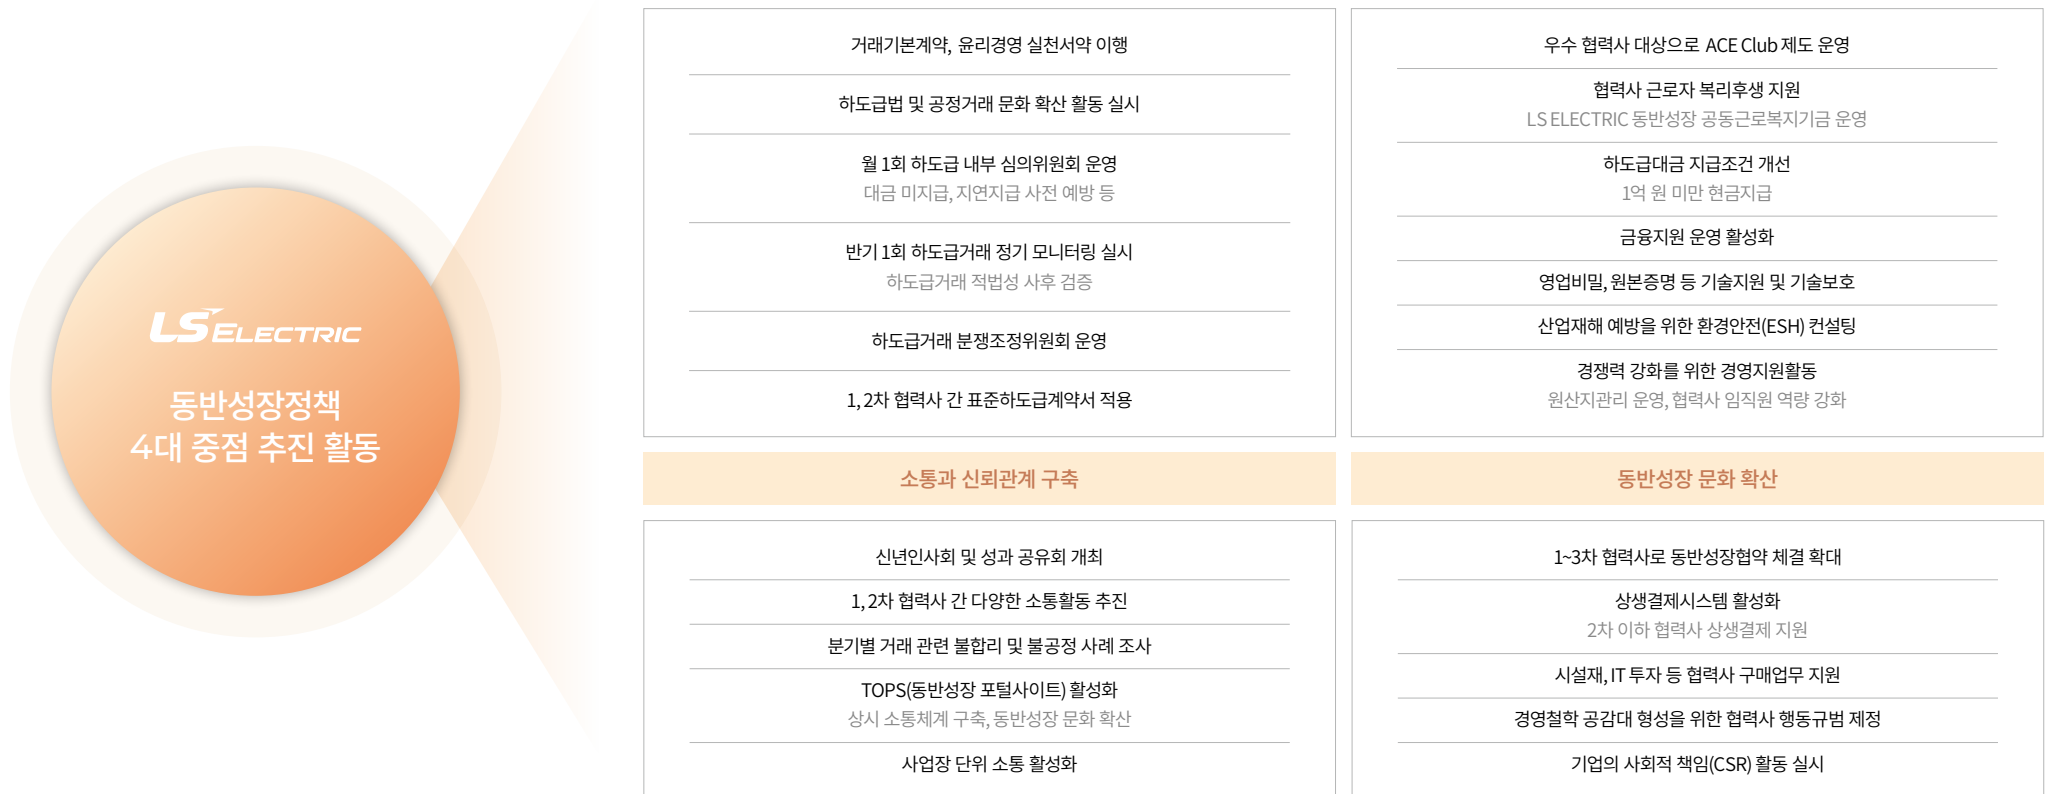 LS ELECTRIC
동반성장정책
4대 중점 추진 활동
거래기본계약, 윤리경영 실천서약 이행
하도급법 및 공정거래 문화 확산 활동 실시
월 1회 하도급 내부 심의위원회 운영
대금 미지급, 지연지급 사전 예방 등
반기 1회 하도급거래 정기 모니터링 실시
하도급거래 적법성 사후 검증
하도급거래 분쟁조정위원회 운영
1, 2차 협력사 간 표준하도급계약서 적용
우수 협력사 대상으로 ACE Club 제도 운영
협력사 근로자 복리후생 지원
LS ELECTRIC 동반성장 공동근로복지기금 운영
하도급대금 지급조건 개선
1억 원 미만 현금지급
금융지원 운영 활성화
영업비밀, 원본증명 등 기술지원 및 기술보호
산업재해 예방을 위한 환경안전(ESH) 컨설팅
경쟁력 강화를 위한 경영지원활동
원산지관리 운영, 협력사 임직원 역량 강화
소통과 신뢰관계 구축
신년인사회 및 성과 공유회 개최
1, 2차 협력사 간 다양한 소통활동 추진
분기별 거래 관련 불합리 및 불공정 사례 조사
TOPS(동반성장 포털사이트) 활성화
상시 소통체계 구축, 동반성장 문화 확산
사업장 단위 소통 활성화
동반성장 문화 확산
1~3차 협력사로 동반성장협약 체결 확대
상생결제시스템 활성화
2차 이하 협력사 상생결제 지원
시설재, IT 투자 등 협력사 구매업무 지원
경영철학 공감대 형성을 위한 협력사 행동규범 제정
기업의 사회적 책임(CSR) 활동 실시